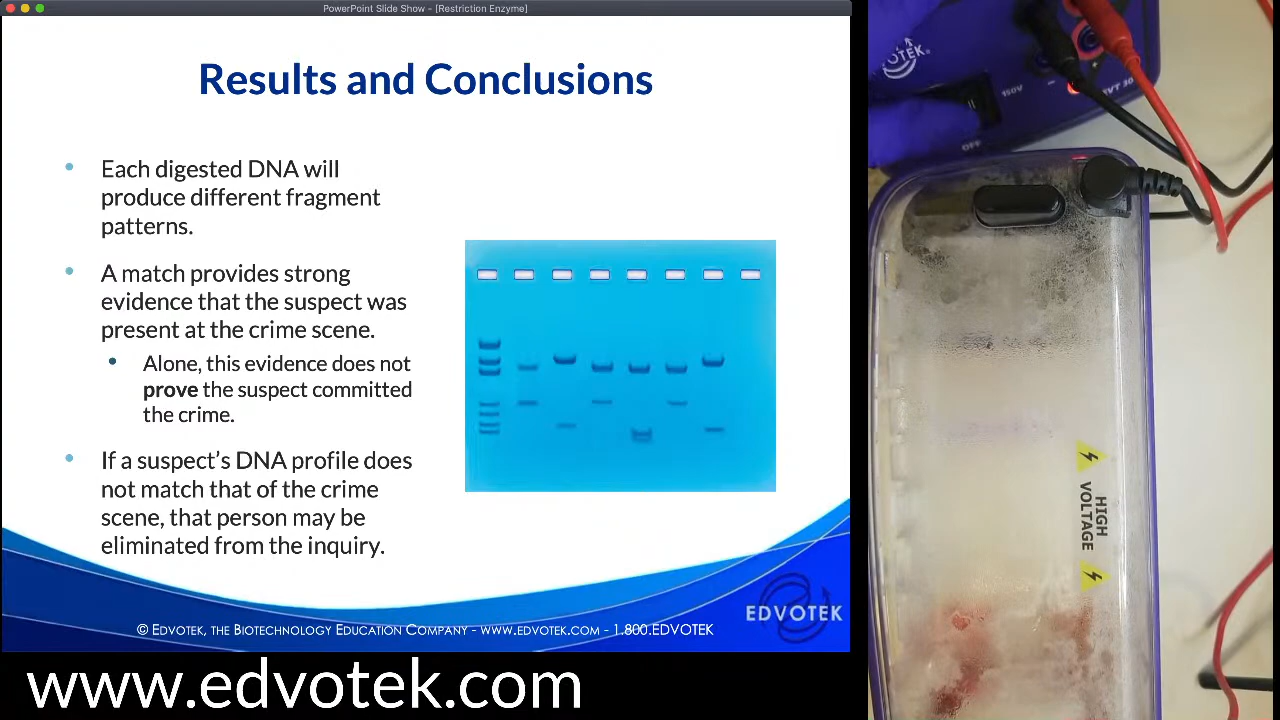 PowerPoint Slide Show - [Restriction Enzyme]
Results and Conclusions
Each digested DNA will
produce different fragment
patterns.
A match provides strong
evidence that the suspect was
present at the crime scene.
Alone, this evidence does not
prove the suspect committed
the crime.
If a suspect's DNA profile does
not match that of the crime
scene, that person may be
eliminated from the inquiry.
EDVOTEK
© EDVOTEK, THE BIOTECHNOLOGY EDUCATION COMPANY - WWW.EDVOTEK.COM - 1.800.EDVOTEK
www.edvotek.com
150V
OFF
HIGH
VOLTAGE